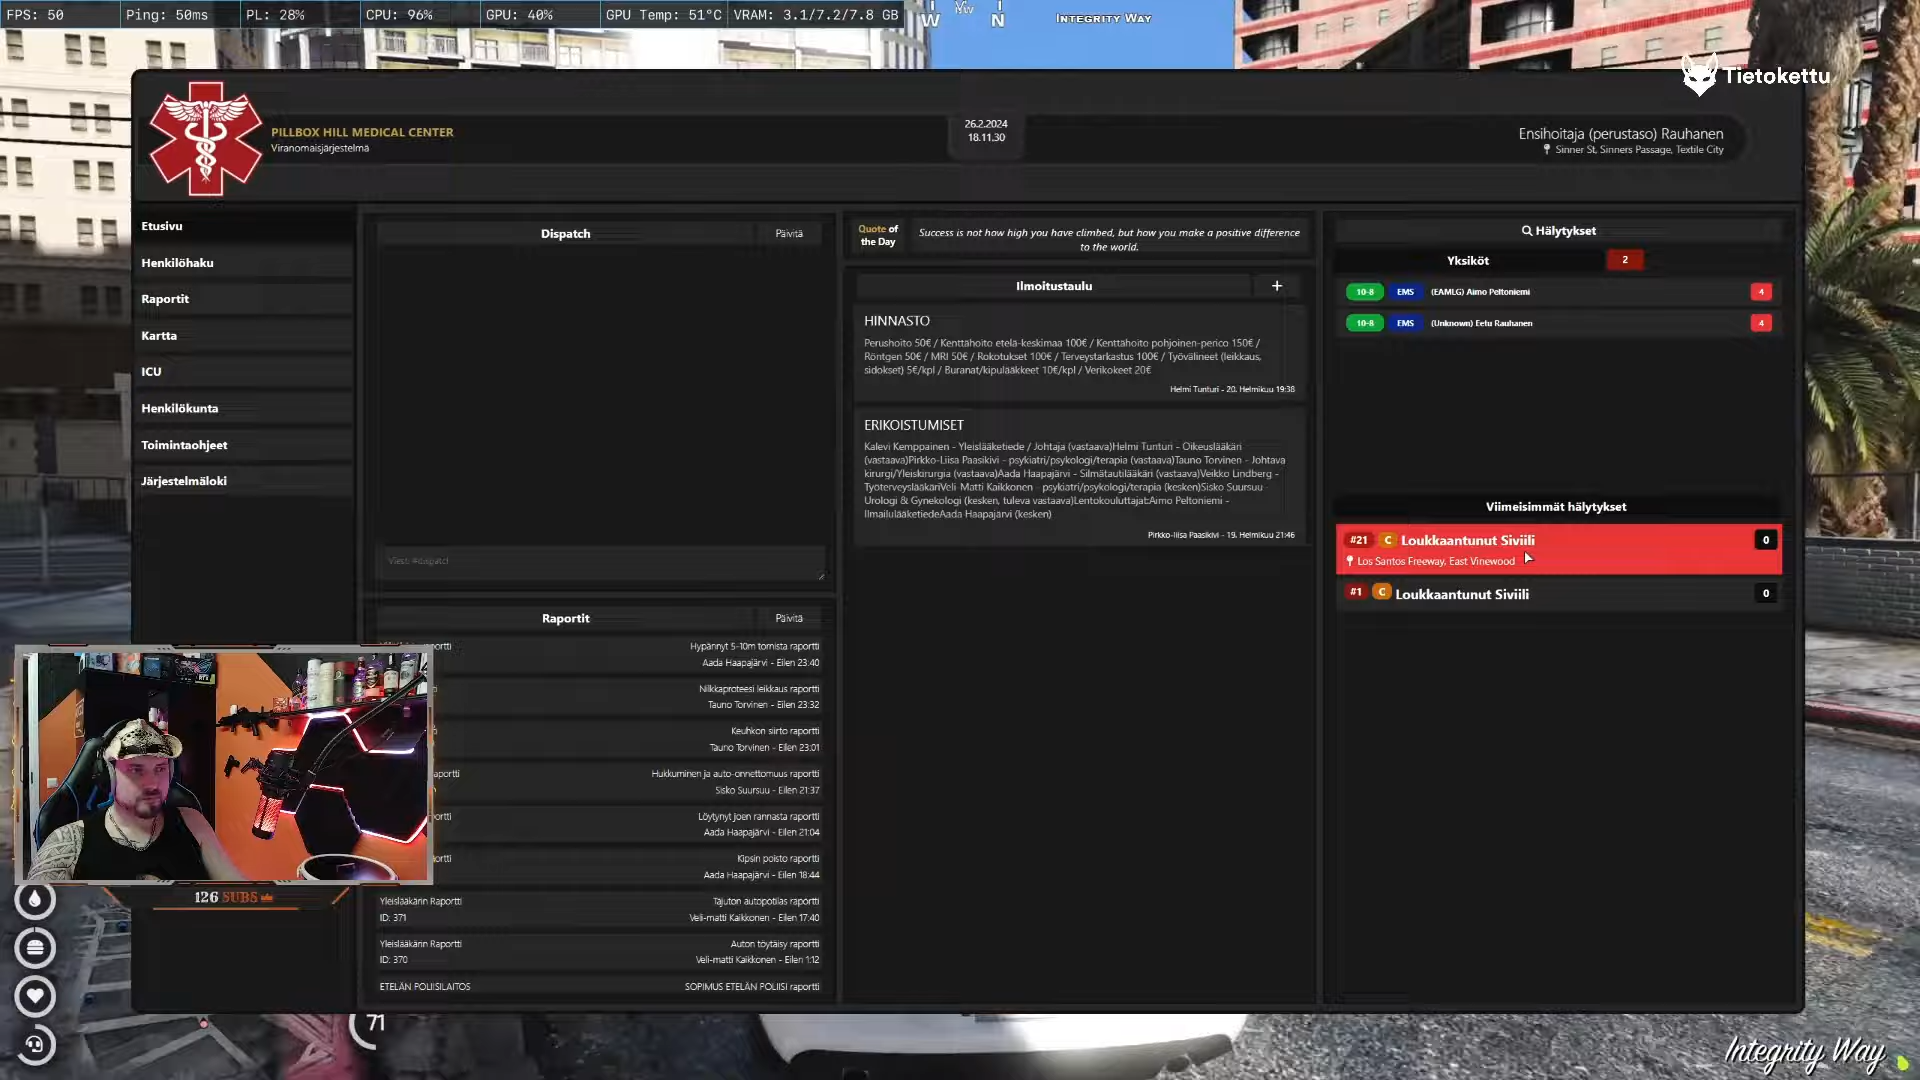 FPS: 50
Ping: 50ms
PL: 28%
CPU: 96%
GPU: 40%
GPU Temp: 51°C
VRAM: 3.1/7.2/7.8 GB
W
N
INTEGRITY WAY
Tietokettu
PILLBOX HILL MEDICAL CENTER
Viranomaisjärjestelmä
26.2.2024
18.11.30
Ensihoitaja (perustaso) Rauhanen
Sinner St, Sinners Passage, Textile City
Etusivu
Henkilöhaku
Raportit
Kartta
ICU
Henkilökunta
Toimintaohjeet
Järjestelmäloki
Dispatch
Päivitä
Viesti #dispatch
Raportit
Päivitä
portti
Hypännyt 5-10m tornista raportti
Aada Haapajärvi - Eilen 23:40
Nilkkaproteesi leikkaus raportti
Tauno Torvinen - Eilen 23:32
Keuhkon siirto raportti
Tauno Torvinen - Eilen 23:01
aportti
Hukkuminen ja auto-onnettomuus raportti
Sisko Suursuu - Eilen 21:37
portti
Löytynyt joen rannasta raportti
Aada Haapajärvi - Eilen 21:04
portti
Kipsin poisto raportti
Aada Haapajärvi - Eilen 18:44
Yleislääkärin Raportti
Tajuton autopotilas raportti
ID: 371
Veli-matti Kaikkonen - Eilen 17:40
Yleislääkärin Raportti
Auton töytäisy raportti
ID: 370
Veli-matti Kaikkonen - Eilen 1:12
ETELÄN POLIISILAITOS
SOPIMUS ETELÄN POLIISI raportti
Quote of
the Day
Success is not how high you have climbed, but how you make a positive difference
to the world.
Ilmoitustaulu
+
HINNASTO
Perushoito 50€ / Kenttähoito etelä-keskimaa 100€ / Kenttähoito pohjoinen-perico 150€ /
Röntgen 50€ / MRI 50€ / Rokotukset 100€ / Terveystarkastus 100€ / Työvälineet (leikkaus,
sidokset) 5€/kpl / Buranat/kipulääkkeet 10€/kpl / Verikokeet 20€
Helmi Tunturi - 20. Helmikuu 19:38
ERIKOISTUMISET
Kalevi Kemppainen - Yleislääketiede / Johtaja (vastaava)Helmi Tunturi - Oikeuslääkäri
(vastaava)Pirkko-Liisa Paasikivi - psykiatri/psykologi/terapia (vastaava)Tauno Torvinen - Johtava
kirurgi/Yleiskirurgia (vastaava)Aada Haapajärvi - Silmätautilääkäri (vastaava)Veikko Lindberg -
TyöterveyslääkäriVeli Matti Kaikkonen - psykiatri/psykologi/terapia (kesken)Sisko Suursuu -
Urologi & Gynekologi (kesken, tuleva vastaava)Lentokouluttajat:Aimo Peltoniemi -
IlmailulääketiedeAada Haapajärvi (kesken)
Pirkko-liisa Paasikivi - 19. Helmikuu 21:46
Hälytykset
Yksiköt
2
10-8 EMS (EAMLG) Aimo Peltoniemi 4
10-8 EMS (Unknown) Eetu Rauhanen 4
Viimeisimmät hälytykset
#21 C Loukkaantunut Siviili 0
Los Santos Freeway, East Vinewood
#1 C Loukkaantunut Siviili 0
126 SUBS
71
Integrity Way